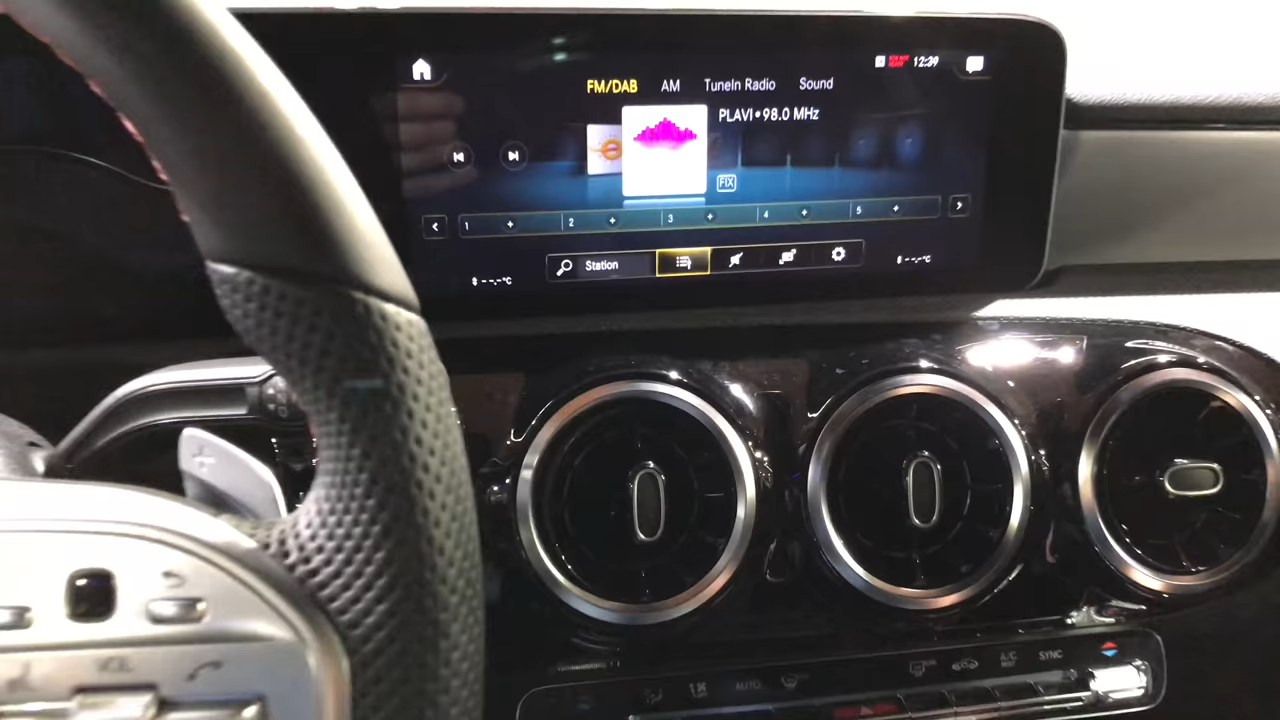 12:39
FM/DAB AM TuneIn Radio Sound
PLAVI•98.0 MHz
FIX
1 + 2 + 3 + 4 + 5 +
Station
--,-°C
--,-°C
A/C
SYNC
AUTO
VOL